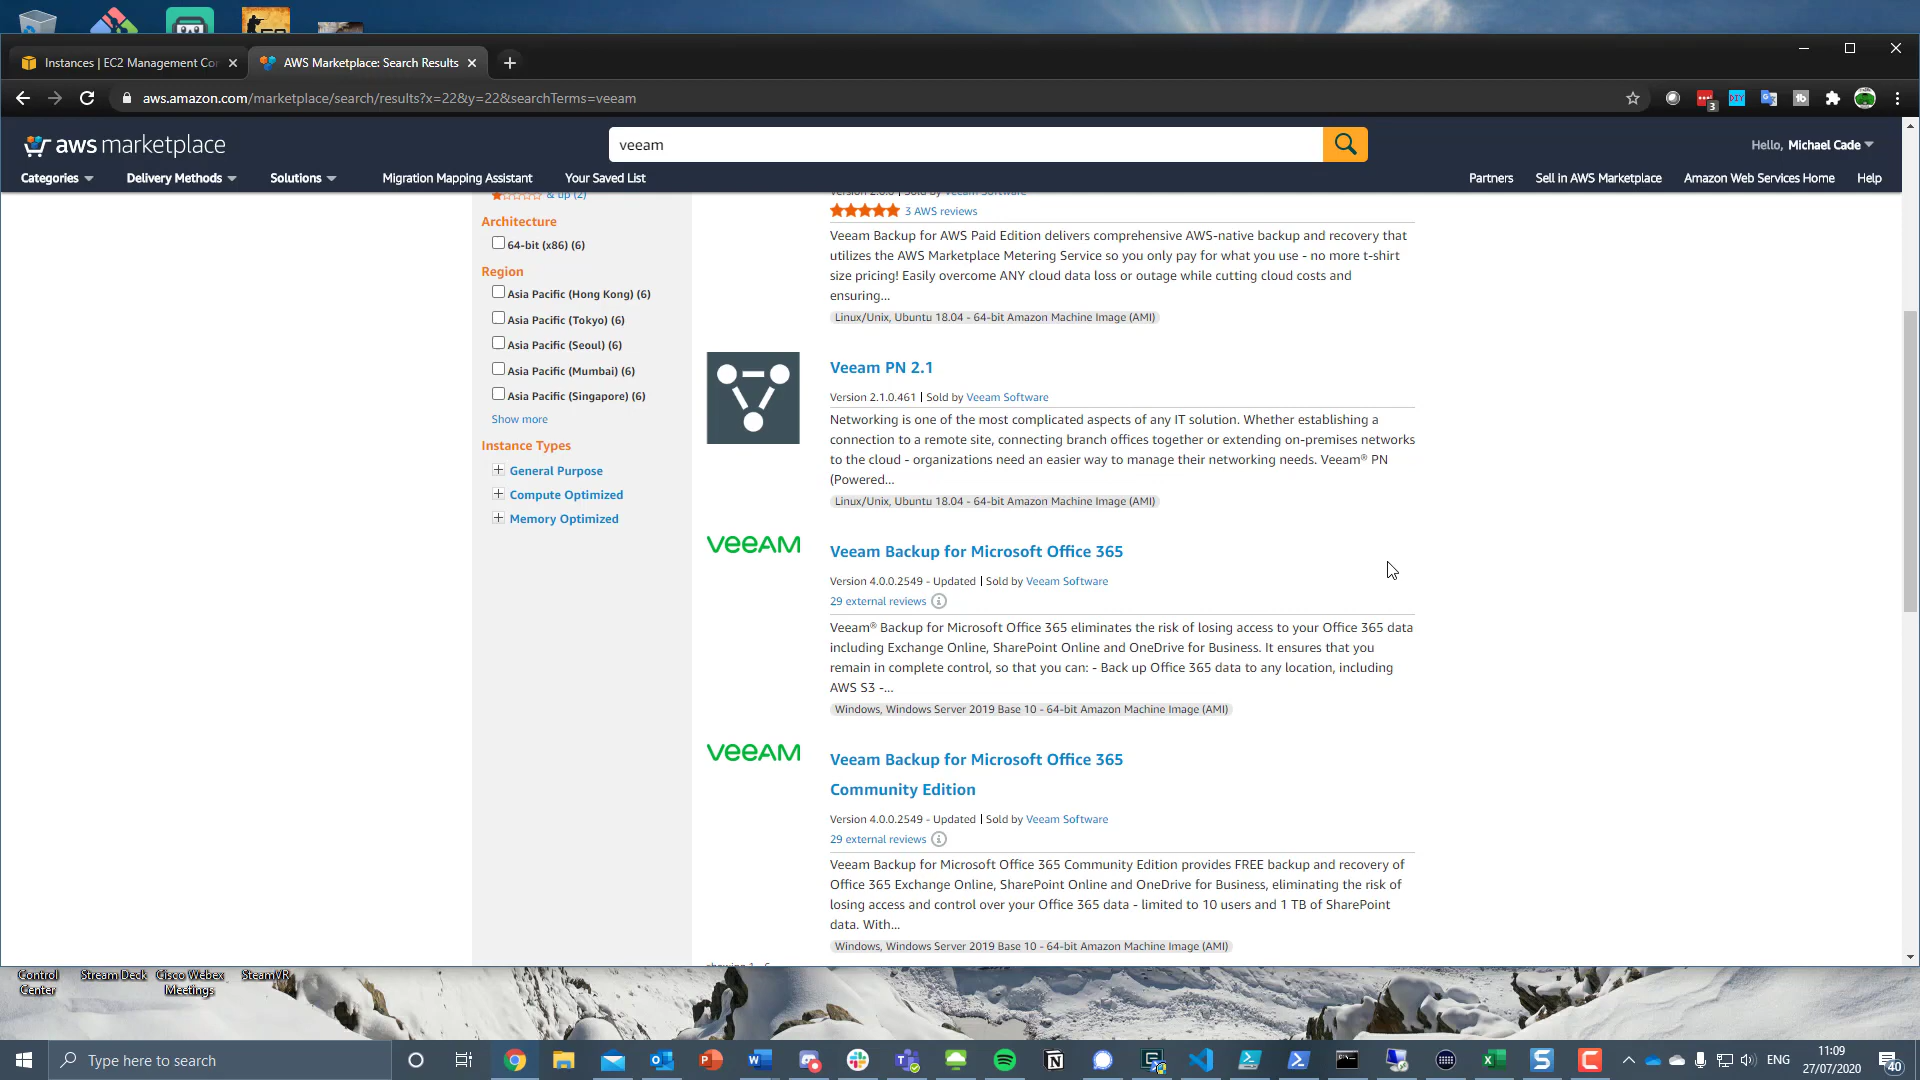 Instances | EC2 Management Con
AWS Marketplace: Search Results
aws.amazon.com/marketplace/search/results?x=22&y=22&searchTerms=veeam
3
DIY
aws marketplace
veeam
Hello, Michael Cade
Categories
Delivery Methods
Solutions
Migration Mapping Assistant
Your Saved List
Partners
Sell in AWS Marketplace
Amazon Web Services Home
Help
& up (2)
Architecture
64-bit (x86) (6)
Region
Asia Pacific (Hong Kong) (6)
Asia Pacific (Tokyo) (6)
Asia Pacific (Seoul) (6)
Asia Pacific (Mumbai) (6)
Asia Pacific (Singapore) (6)
Show more
Instance Types
General Purpose
Compute Optimized
Memory Optimized
Sold by Veeam Software
3 AWS reviews
Veeam Backup for AWS Paid Edition delivers comprehensive AWS-native backup and recovery that
utilizes the AWS Marketplace Metering Service so you only pay for what you use - no more t-shirt
size pricing! Easily overcome ANY cloud data loss or outage while cutting cloud costs and
ensuring...
Linux/Unix, Ubuntu 18.04 - 64-bit Amazon Machine Image (AMI)
Veeam PN 2.1
Version 2.1.0.461 | Sold by Veeam Software
Networking is one of the most complicated aspects of any IT solution. Whether establishing a
connection to a remote site, connecting branch offices together or extending on-premises networks
to the cloud - organizations need an easier way to manage their networking needs. Veeam® PN
(Powered...
Linux/Unix, Ubuntu 18.04 - 64-bit Amazon Machine Image (AMI)
VEEAM
Veeam Backup for Microsoft Office 365
Version 4.0.0.2549 - Updated | Sold by Veeam Software
29 external reviews
Veeam® Backup for Microsoft Office 365 eliminates the risk of losing access to your Office 365 data
including Exchange Online, SharePoint Online and OneDrive for Business. It ensures that you
remain in complete control, so that you can: - Back up Office 365 data to any location, including
AWS S3 -...
Windows, Windows Server 2019 Base 10 - 64-bit Amazon Machine Image (AMI)
VEEAM
Veeam Backup for Microsoft Office 365
Community Edition
Version 4.0.0.2549 - Updated | Sold by Veeam Software
29 external reviews
Veeam Backup for Microsoft Office 365 Community Edition provides FREE backup and recovery of
Office 365 Exchange Online, SharePoint Online and OneDrive for Business, eliminating the risk of
losing access and control over your Office 365 data - limited to 10 users and 1 TB of SharePoint
data. With...
Windows, Windows Server 2019 Base 10 - 64-bit Amazon Machine Image (AMI)
Control
Center
Stream Deck
Cisco Webex
Meetings
SteamVR
Type here to search
ENG
11:09
27/07/2020
40